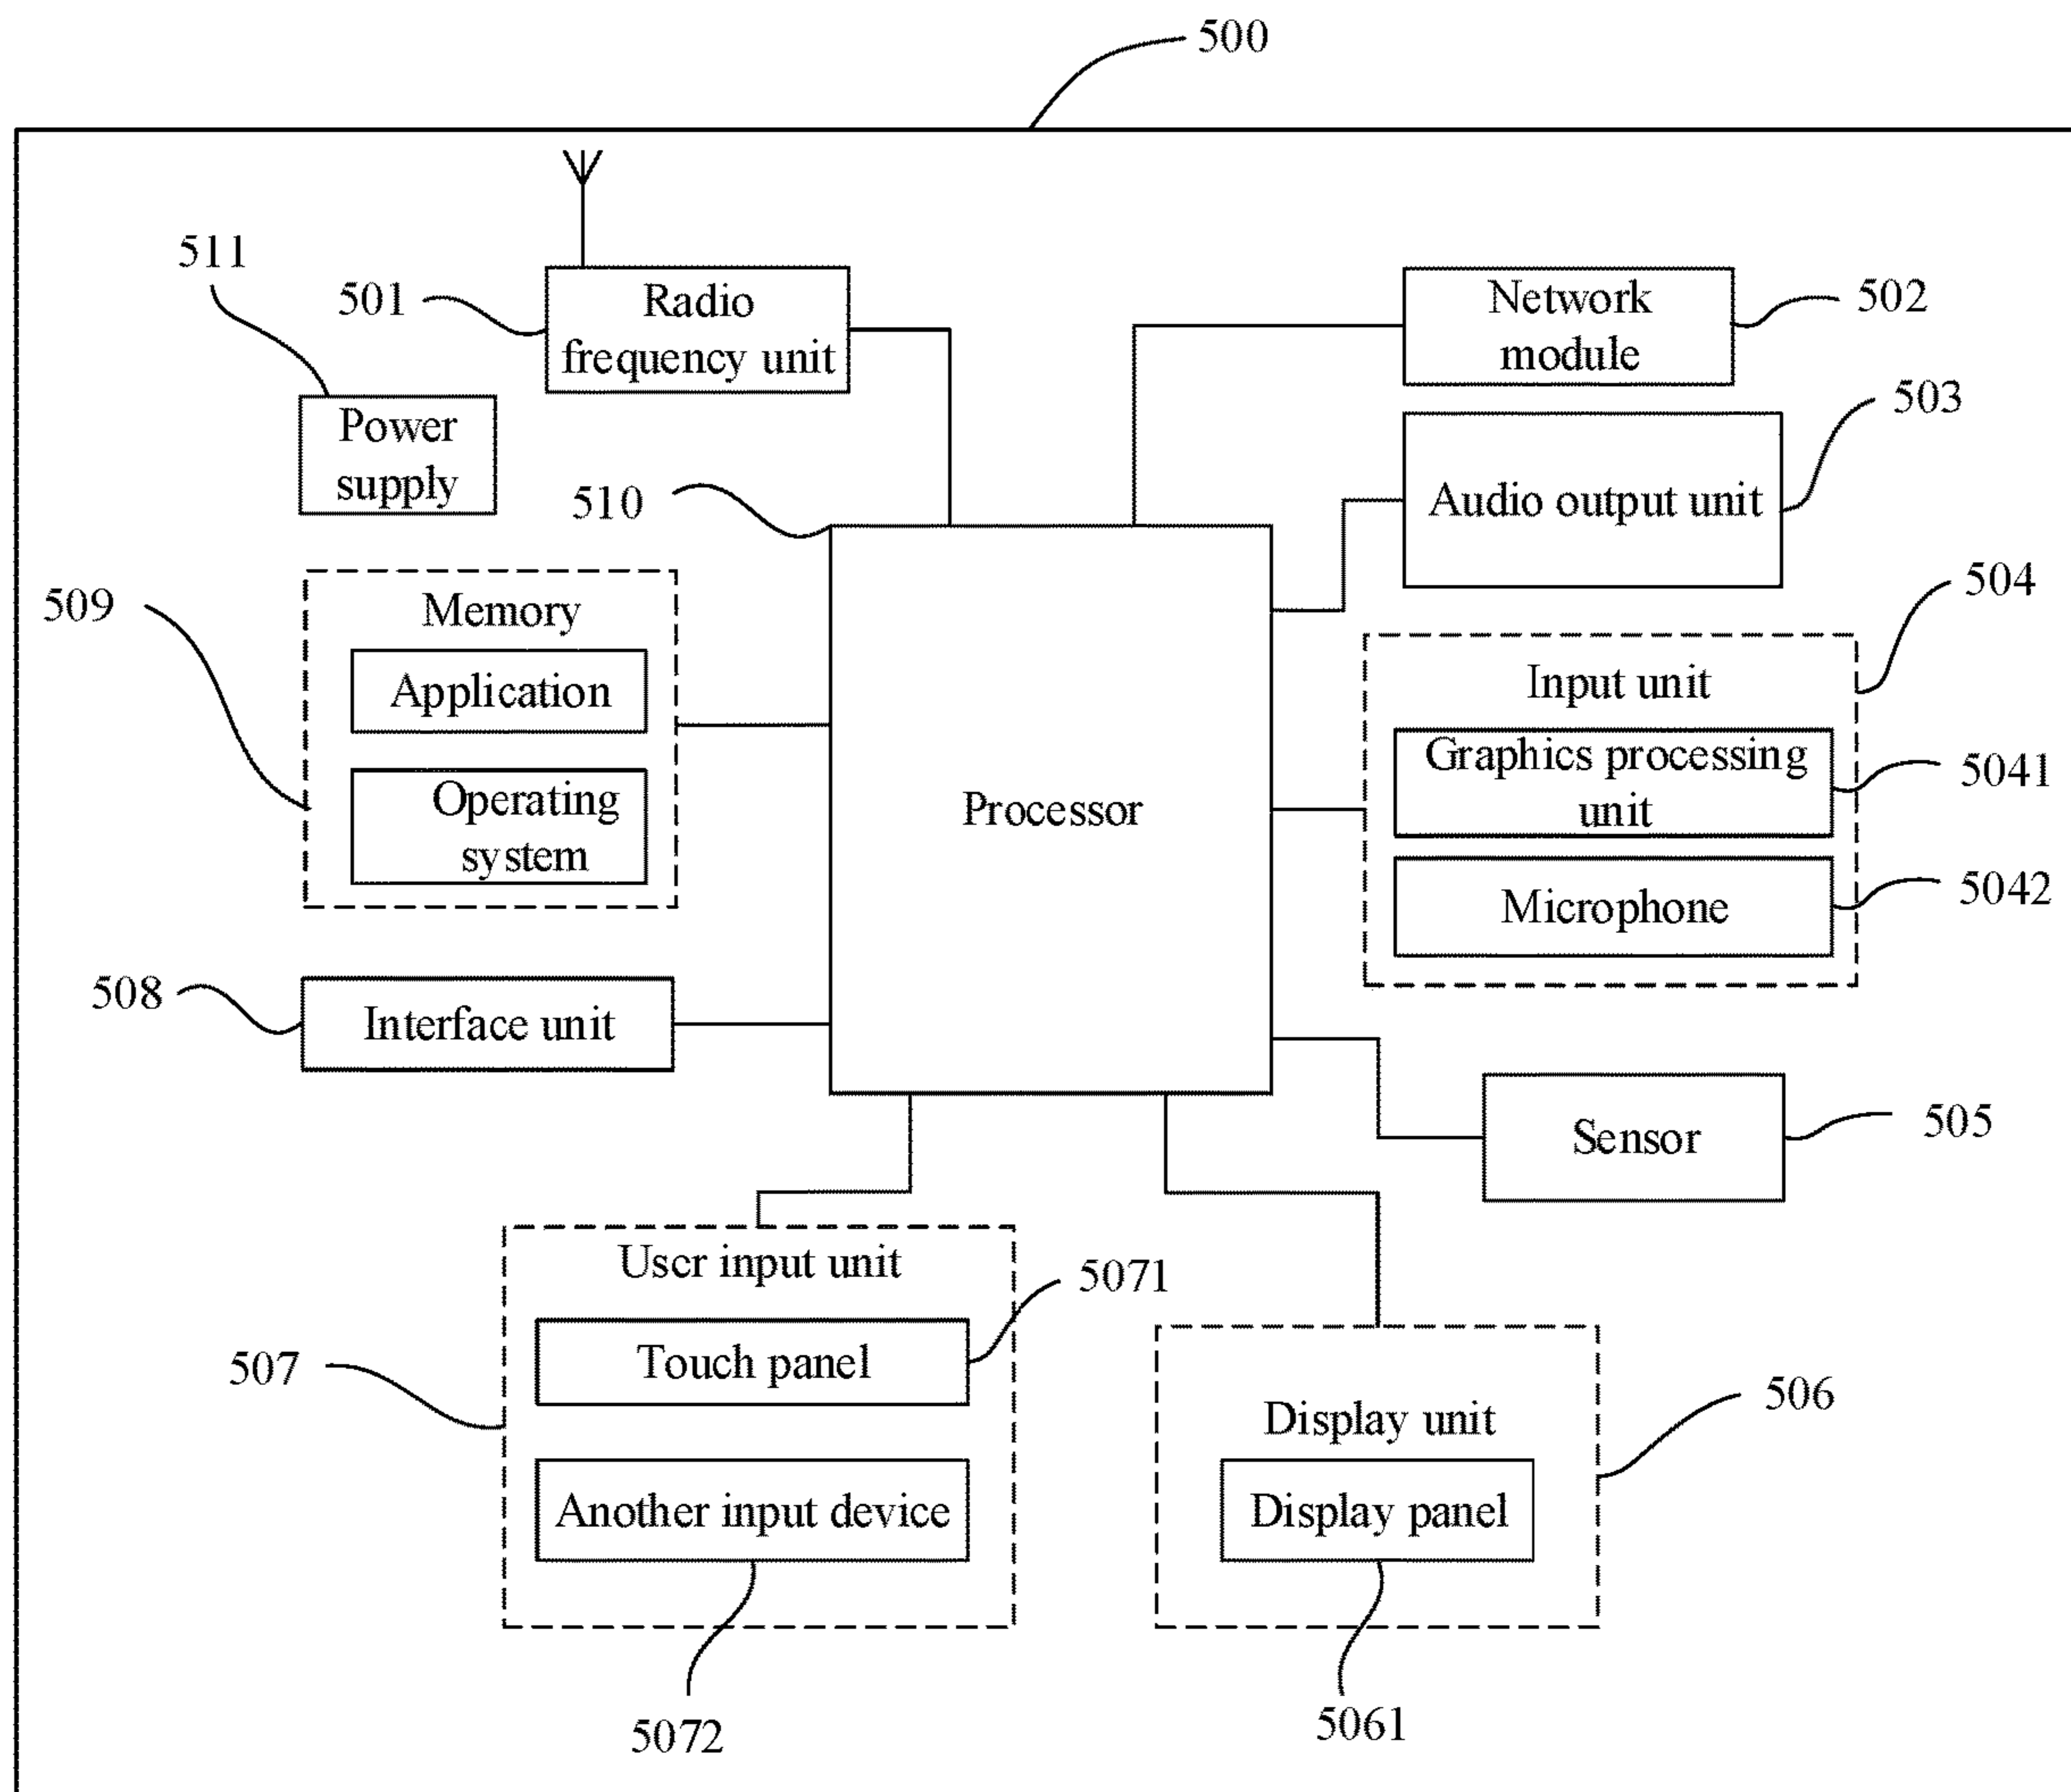 500
511
501
Radio
frequency unit
Network
module
502
503
Power
supply
510
Audio output unit
509
Memory
Application
Operating
system
Processor
504
Input unit
Graphics processing
unit
5041
Microphone
5042
508
Interface unit
Sensor
505
User input unit
5071
507
Touch panel
Another input device
5072
506
Display unit
Display panel
5061